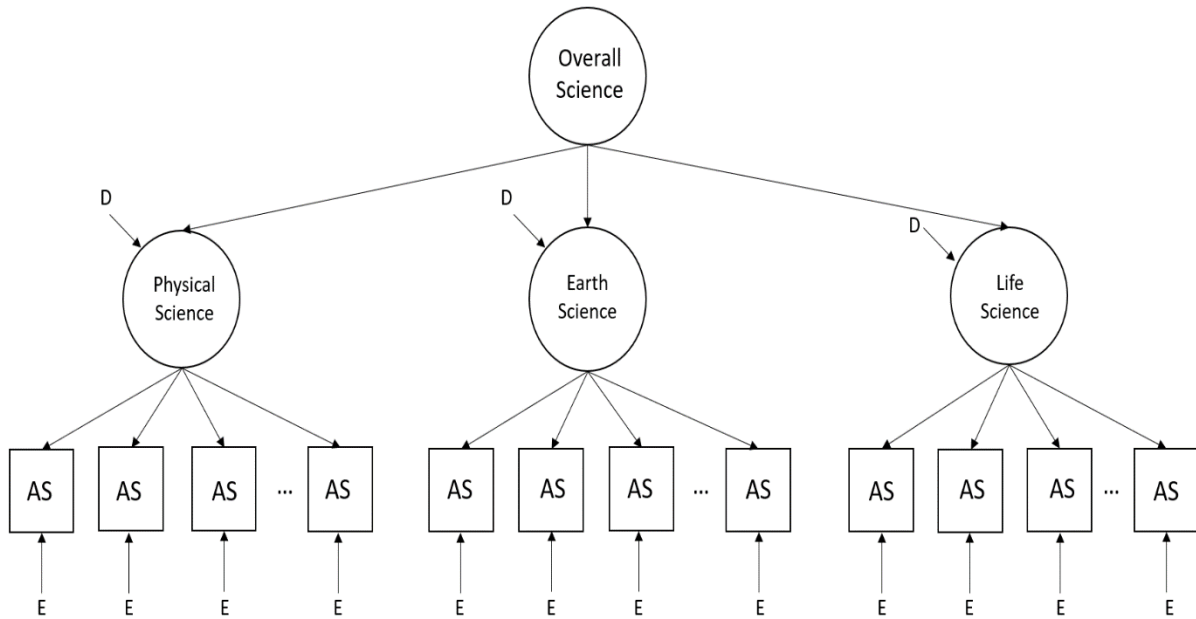 Overall
Science
D
D
D
Physical
Science
Earth
Science
Life
Science
AS AS AS ... AS AS AS AS ... AS AS AS AS ... AS
E E E E E E E E E E E E